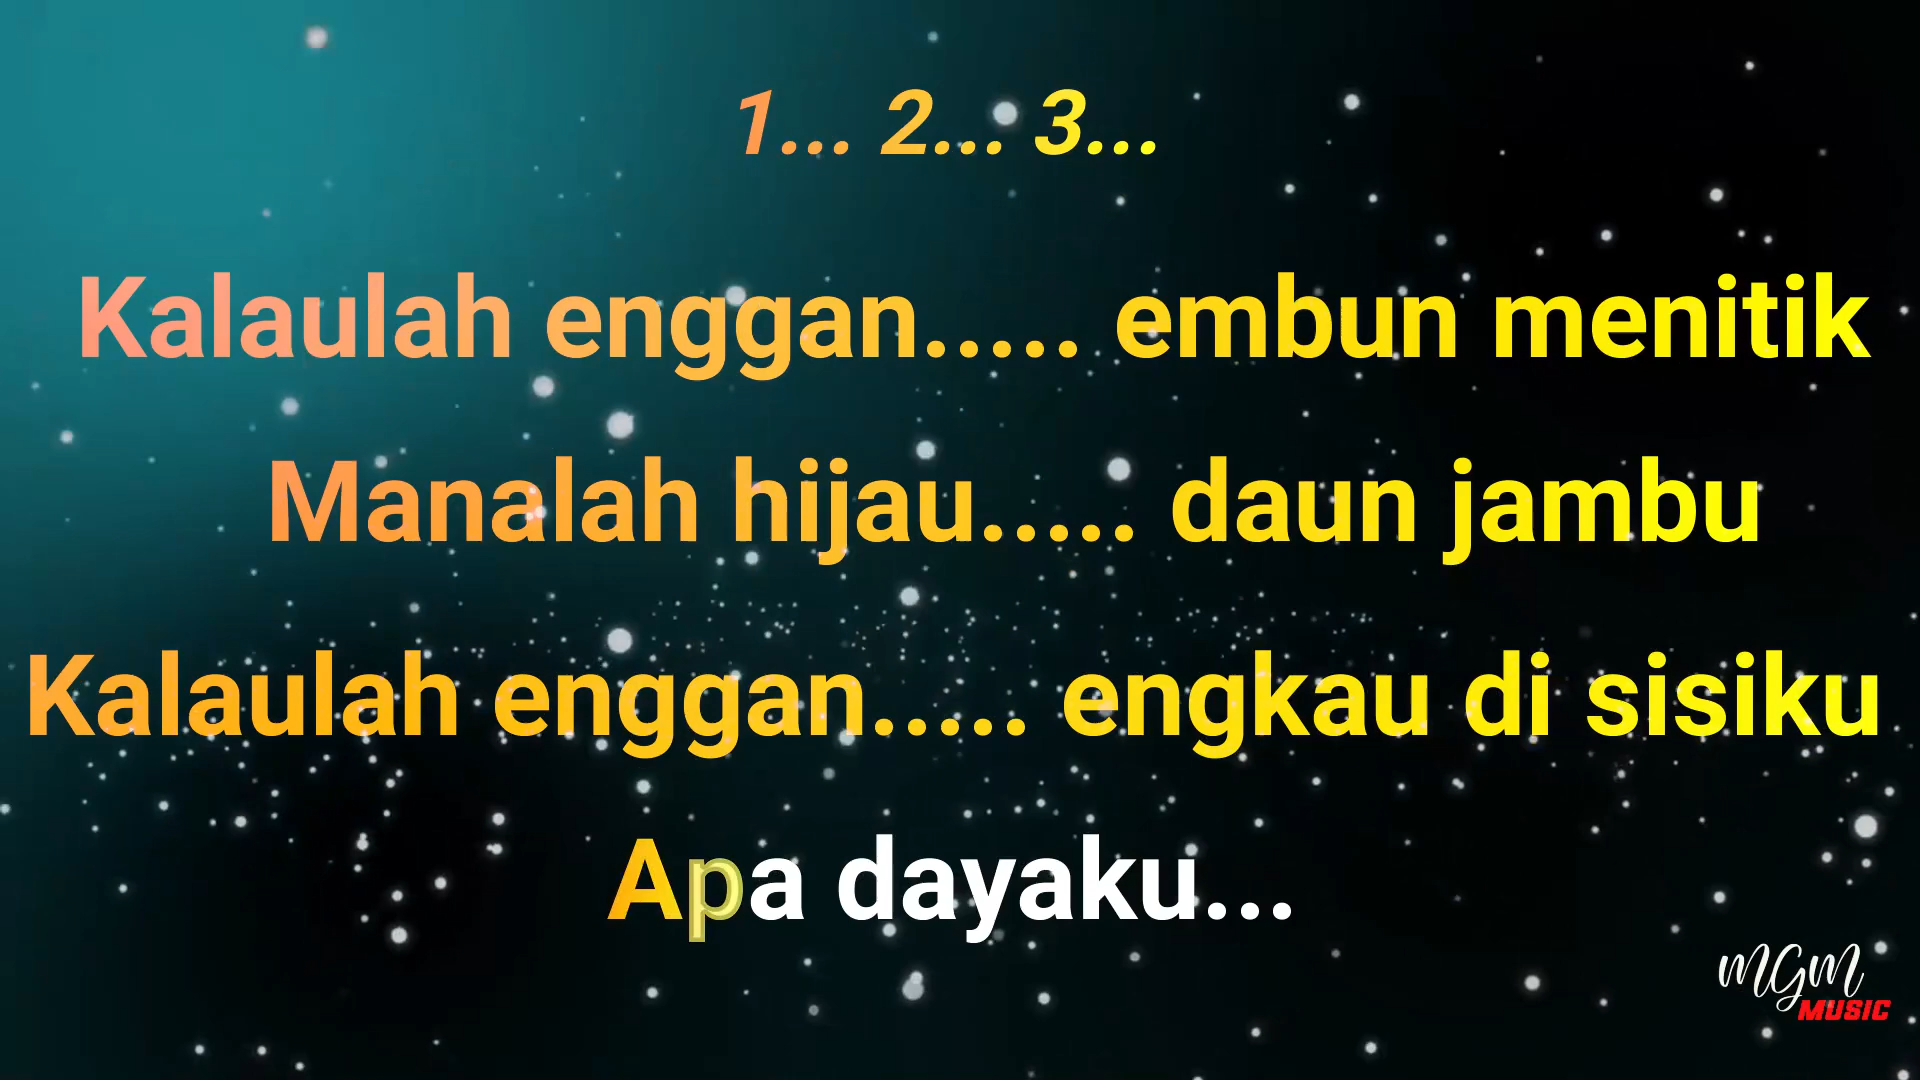 1... 2... 3...
Kalaulah enggan..... embun menitik
Manalah hijau..... daun jambu
Kalaulah enggan..... engkau di sisiku
Apa dayaku...
MGM
MUSIC